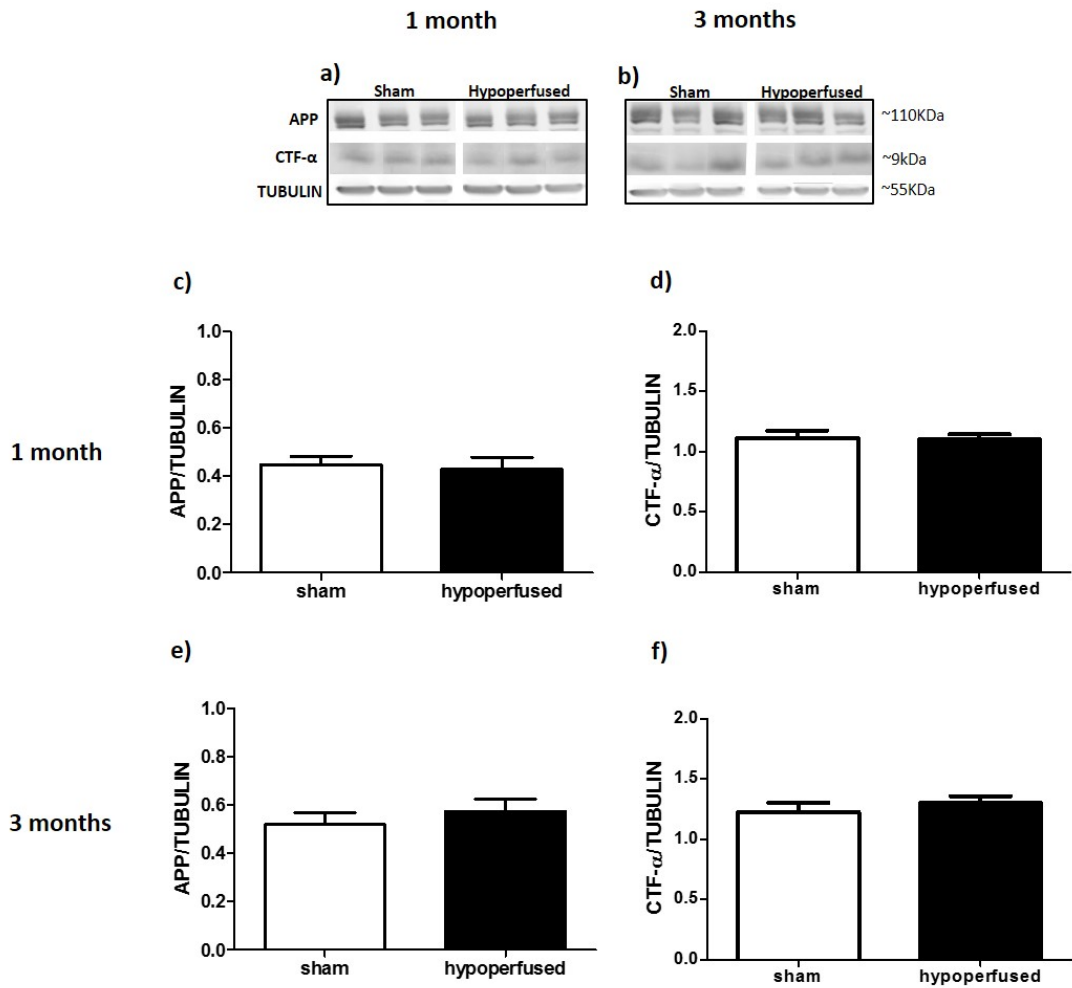 1 month
3 months
a)
b)
Sham
Hypoperfused
Sham
Hypoperfused
APP
~110KDa
CTF-α
~9kDa
TUBULIN
~55KDa
c)
d)
1 month
APP/TUBULIN
1.0
0.8
0.6
0.4
0.2
0.0
sham hypoperfused
CTF-α/TUBULIN
2.0
1.5
1.0
0.5
0.0
sham hypoperfused
e)
f)
3 months
APP/TUBULIN
1.0
0.8
0.6
0.4
0.2
0.0
sham hypoperfused
CTF-α/TUBULIN
2.0
1.5
1.0
0.5
0.0
sham hypoperfused